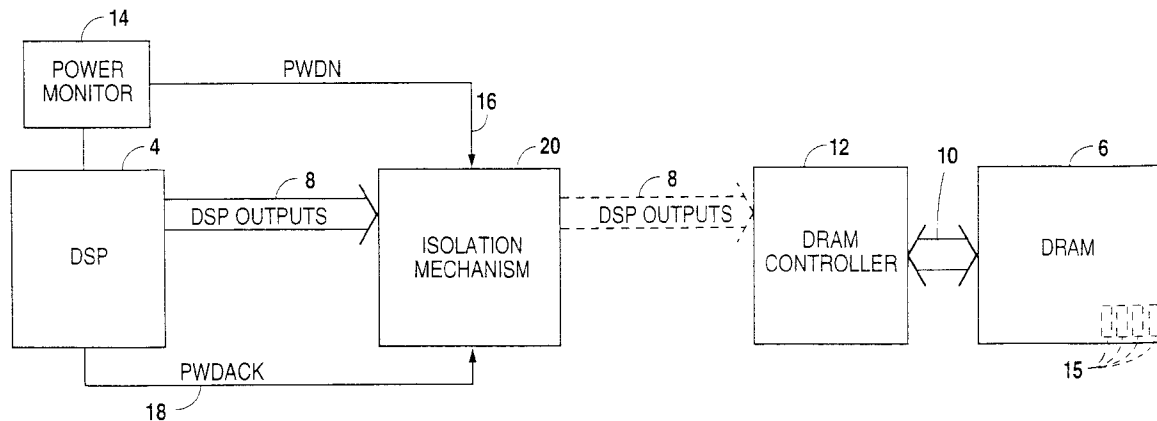 14
POWER
MONITOR
PWDN
16
4
8
20
8
12
10
6
DSP
DSP OUTPUTS
ISOLATION
MECHANISM
DSP OUTPUTS
DRAM
CONTROLLER
DRAM
PWDACK
18
15